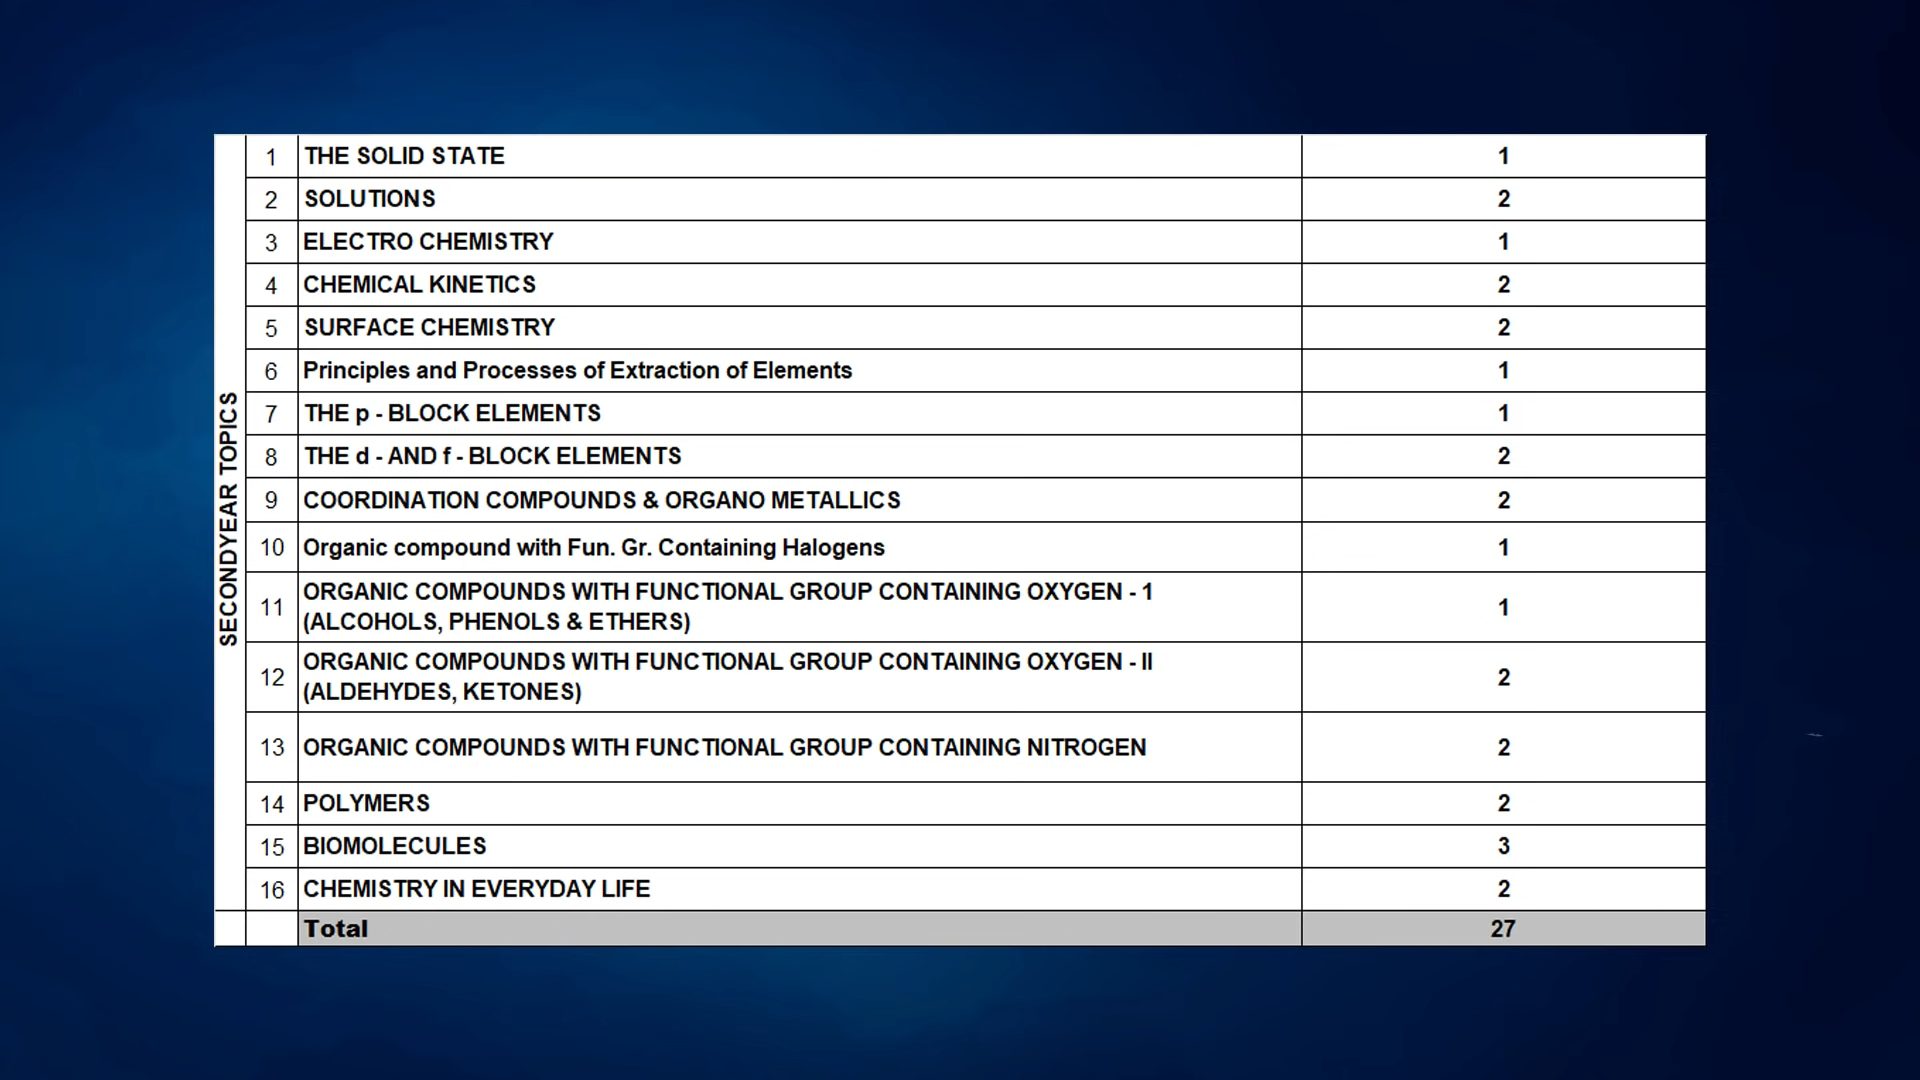 SECONDYEAR TOPICS
1 THE SOLID STATE 1
2 SOLUTIONS 2
3 ELECTRO CHEMISTRY 1
4 CHEMICAL KINETICS 2
5 SURFACE CHEMISTRY 2
6 Principles and Processes of Extraction of Elements 1
7 THE p - BLOCK ELEMENTS 1
8 THE d - AND f - BLOCK ELEMENTS 2
9 COORDINATION COMPOUNDS & ORGANO METALLICS 2
10 Organic compound with Fun. Gr. Containing Halogens 1
11 ORGANIC COMPOUNDS WITH FUNCTIONAL GROUP CONTAINING OXYGEN - 1
(ALCOHOLS, PHENOLS & ETHERS) 1
12 ORGANIC COMPOUNDS WITH FUNCTIONAL GROUP CONTAINING OXYGEN - II
(ALDEHYDES, KETONES) 2
13 ORGANIC COMPOUNDS WITH FUNCTIONAL GROUP CONTAINING NITROGEN 2
14 POLYMERS 2
15 BIOMOLECULES 3
16 CHEMISTRY IN EVERYDAY LIFE 2
Total 27